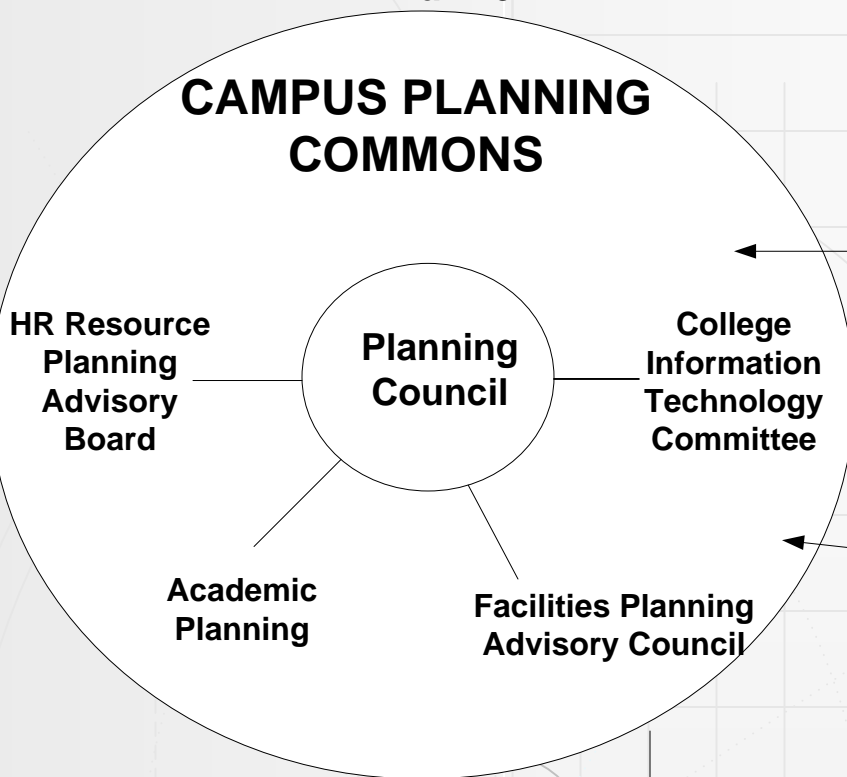 CAMPUS PLANNING
COMMONS
HR Resource
Planning
Advisory
Board
Planning
Council
College
Information
Technology
Committee
Academic
Planning
Facilities Planning
Advisory Council